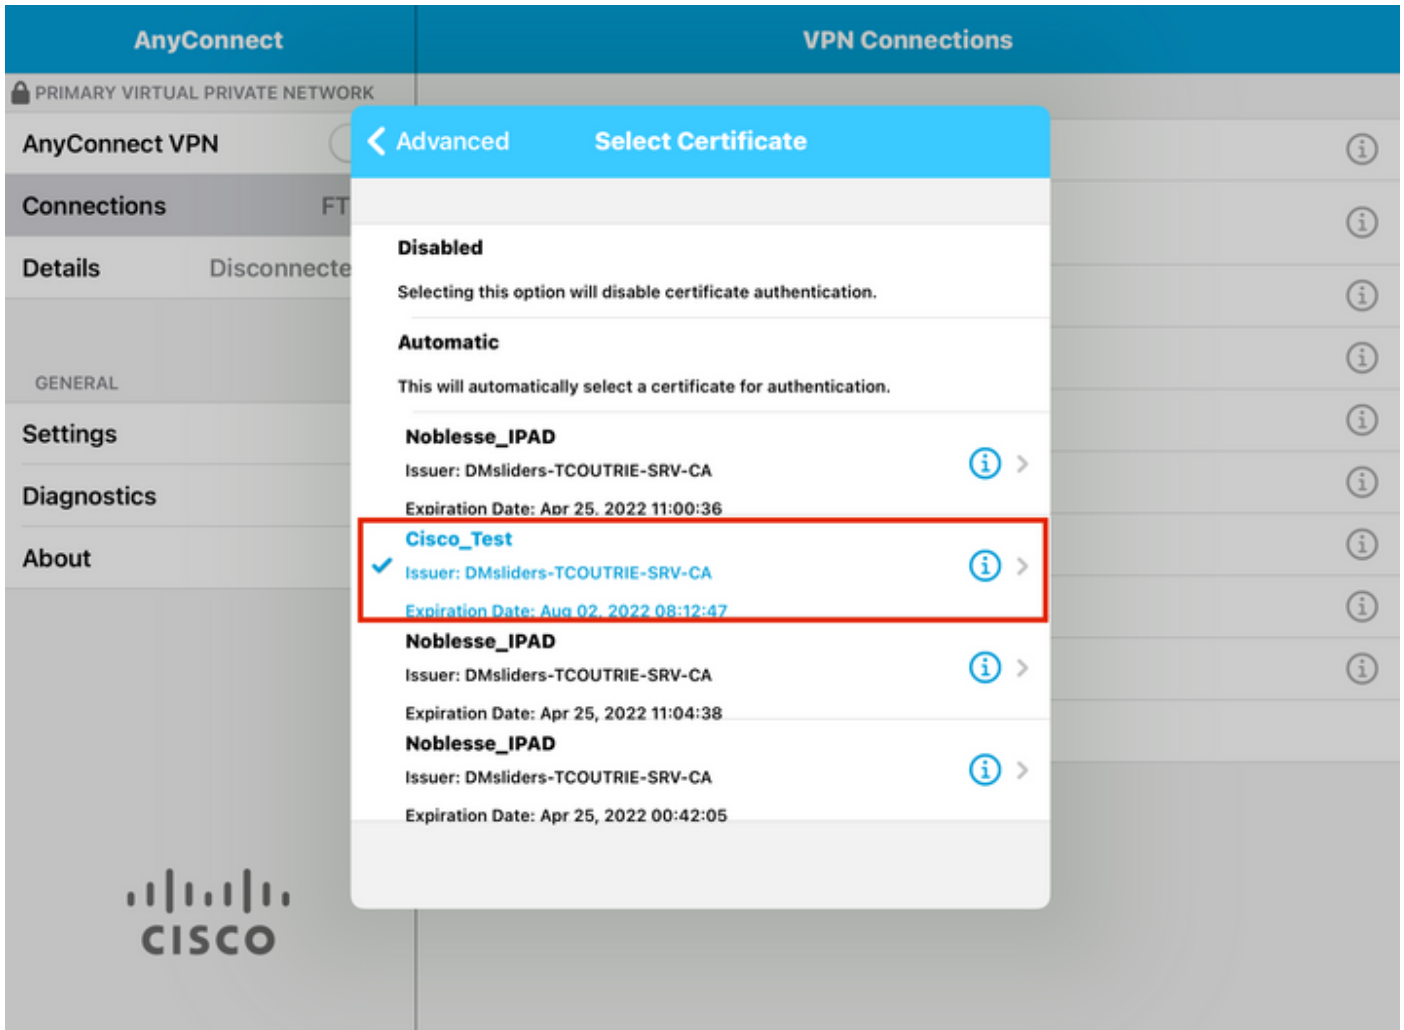 AnyConnect
VPN Connections
PRIMARY VIRTUAL PRIVATE NETWORK
AnyConnect VPN
Connections FT
Details Disconnecte
GENERAL
Settings
Diagnostics
About
CISCO
Advanced
Select Certificate
Disabled
Selecting this option will disable certificate authentication.
Automatic
This will automatically select a certificate for authentication.
Noblesse_IPAD
Issuer: DMsliders-TCOUTRIE-SRV-CA
Expiration Date: Apr 25, 2022 11:00:36
Cisco_Test
Issuer: DMsliders-TCOUTRIE-SRV-CA
Expiration Date: Aug 02, 2022 08:12:47
Noblesse_IPAD
Issuer: DMsliders-TCOUTRIE-SRV-CA
Expiration Date: Apr 25, 2022 11:04:38
Noblesse_IPAD
Issuer: DMsliders-TCOUTRIE-SRV-CA
Expiration Date: Apr 25, 2022 00:42:05